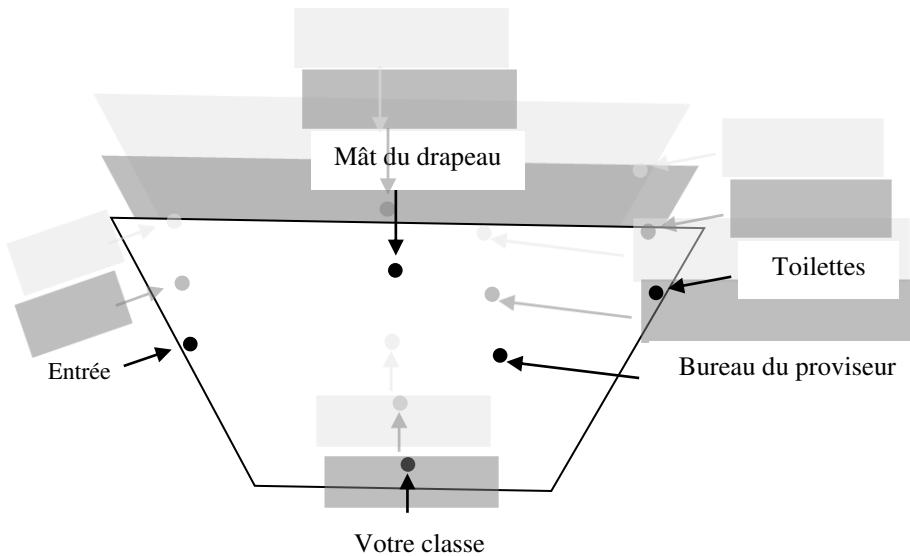 Mât du drapeau
Toilettes
Entrée
Bureau du proviseur
Votre classe